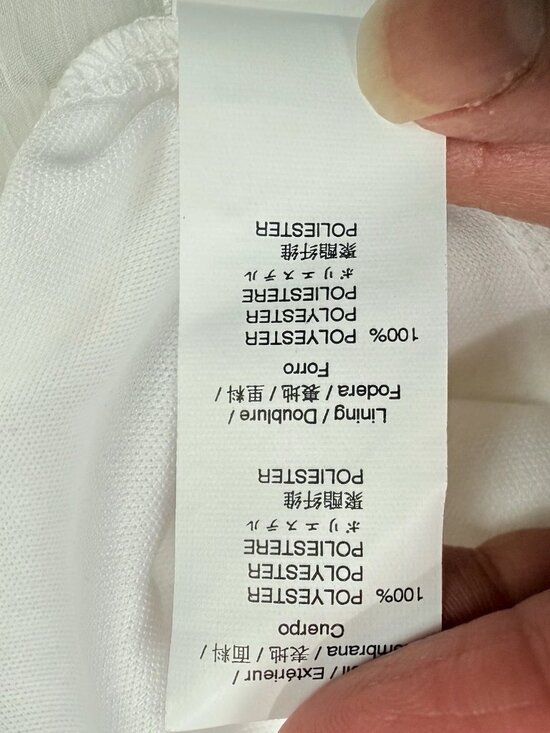 / Extérieur /
/ 表地 / 面料 /
Cuerpo
100% POLYESTER
POLYESTER
POLIESTERE
ポリエステル
聚酯纤维
POLIESTER
Lining / Doublure /
Fodera / 裏地 / 里料 /
Forro
100% POLYESTER
POLYESTER
POLIESTERE
ポリエステル
聚酯纤维
POLIESTER